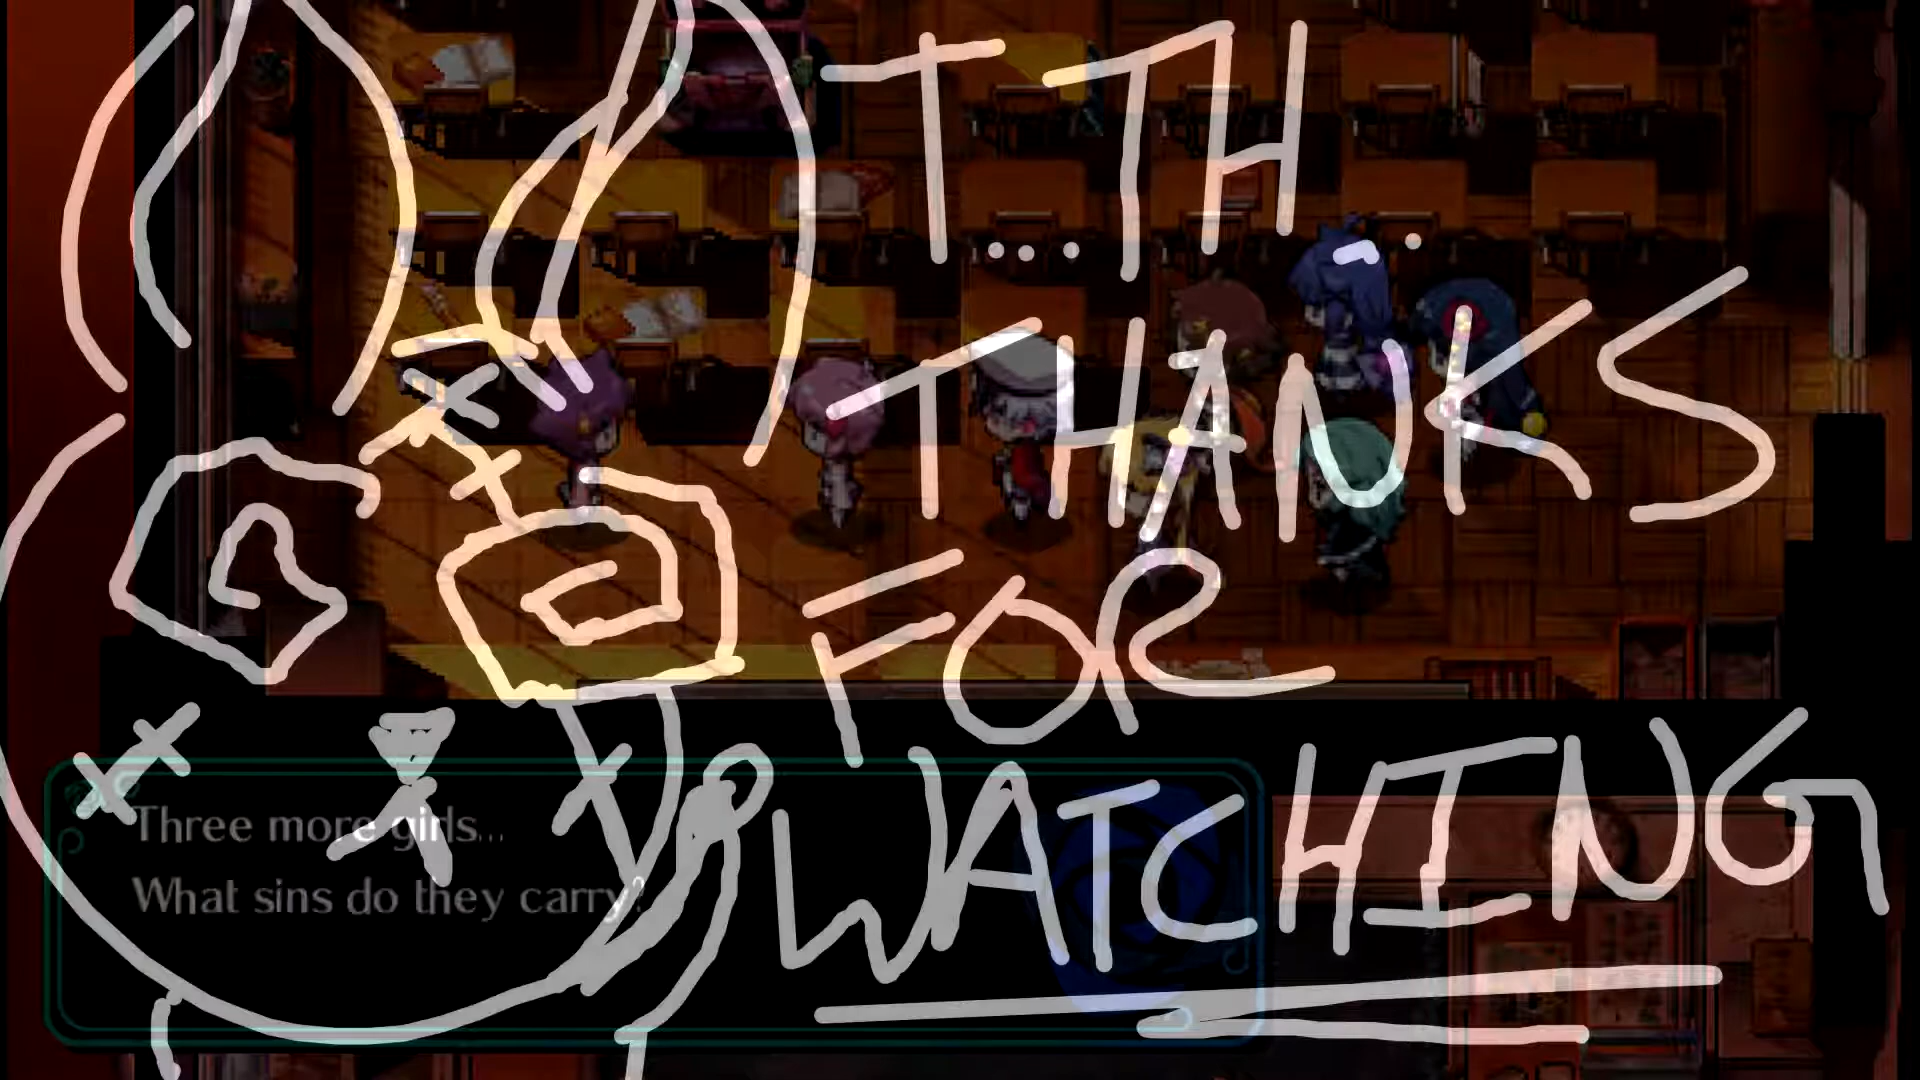 T...TH..
THANKS
FOR
WATCHING
Three more girls...
What sins do they carry?